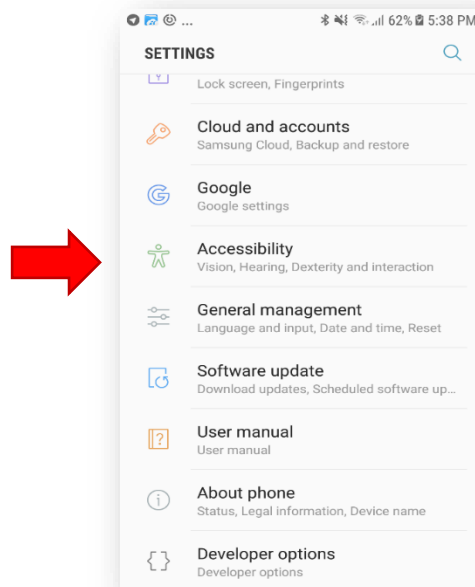 ... 62% 5:38 PM
SETTINGS
Lock screen, Fingerprints
Cloud and accounts
Samsung Cloud, Backup and restore
Google
Google settings
Accessibility
Vision, Hearing, Dexterity and interaction
General management
Language and input, Date and time, Reset
Software update
Download updates, Scheduled software up...
User manual
User manual
About phone
Status, Legal information, Device name
Developer options
Developer options